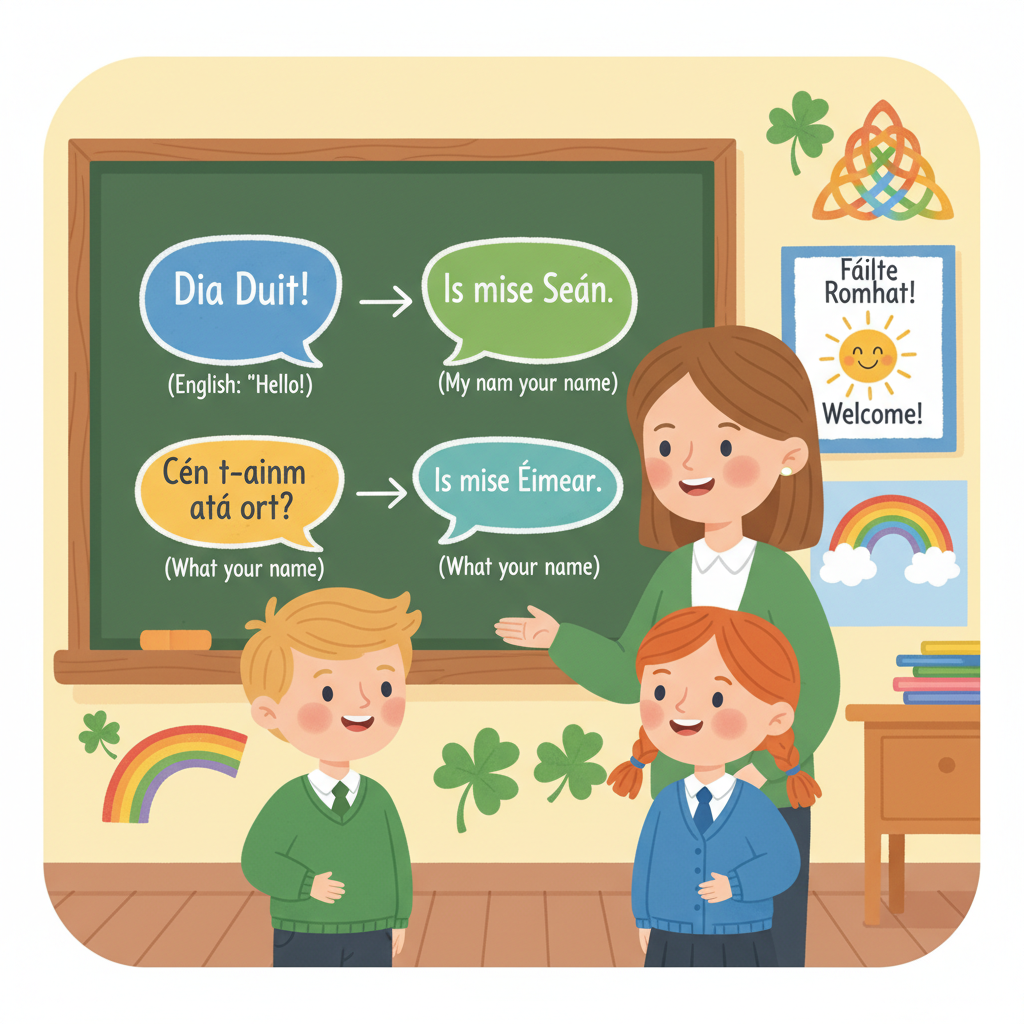 Dia Duit!
Is mise Seán.
(English: "Hello!)
(My nam your name)
Cén t-ainm
atá ort?
Is mise Éimear.
(What your name)
(What your name)
Fáilte
Romhat!
Welcome!